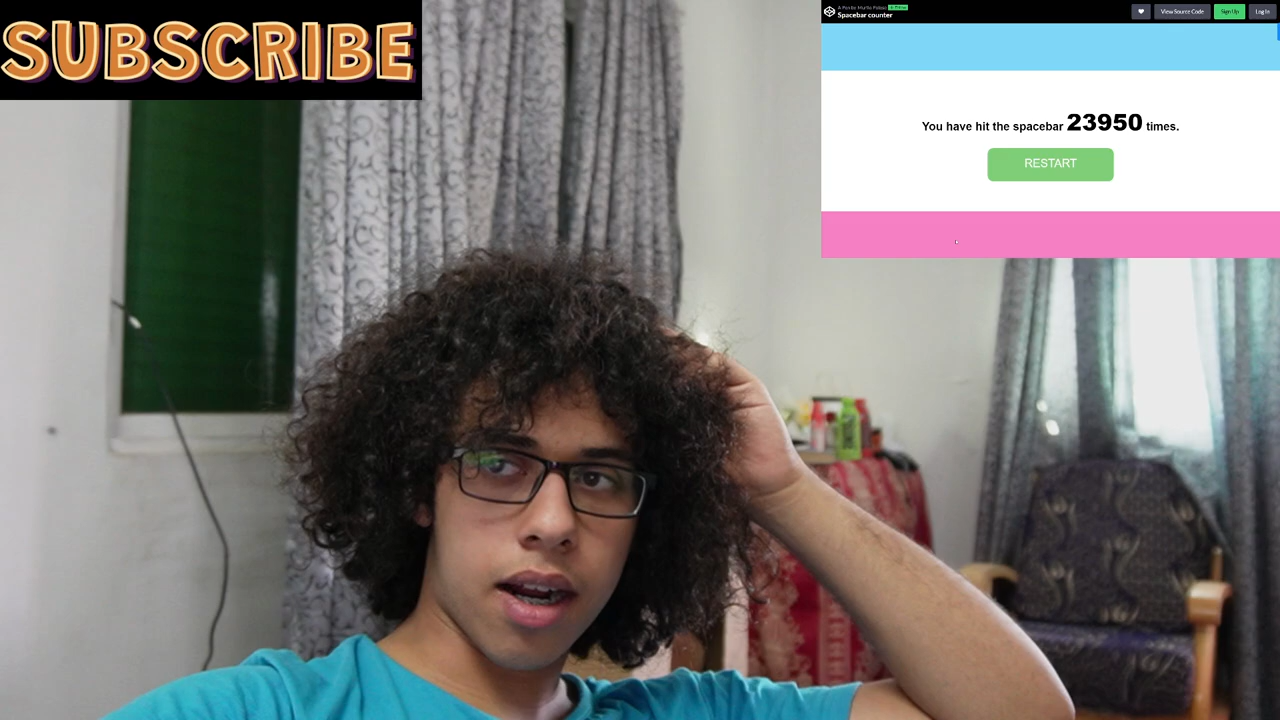 SUBSCRIBE
Spacebar counter
View Source Code
Sign Up
Log In
You have hit the spacebar 23950 times.
RESTART